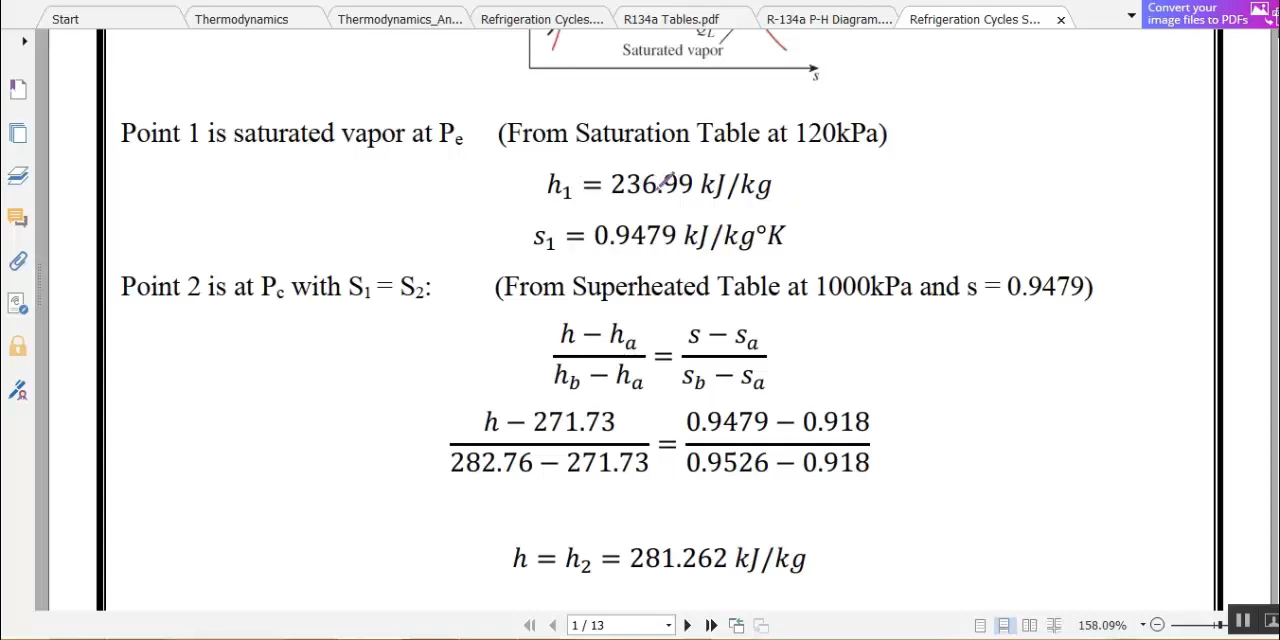 Start
Thermodynamics
Thermodynamics_An...
Refrigeration Cycles....
R134a Tables.pdf
R-134a P-H Diagram....
Refrigeration Cycles S...
Convert your
image files to PDFs
Saturated vapor
s
Point 1 is saturated vapor at Pₑ (From Saturation Table at 120kPa)
h₁ = 236.99 kJ/kg
s₁ = 0.9479 kJ/kg°K
Point 2 is at P_c with S₁ = S₂: (From Superheated Table at 1000kPa and s = 0.9479)
h − hₐ / h_b − hₐ = s − sₐ / s_b − sₐ
h − 271.73 / 282.76 − 271.73 = 0.9479 − 0.918 / 0.9526 − 0.918
h = h₂ = 281.262 kJ/kg
1 / 13
158.09%